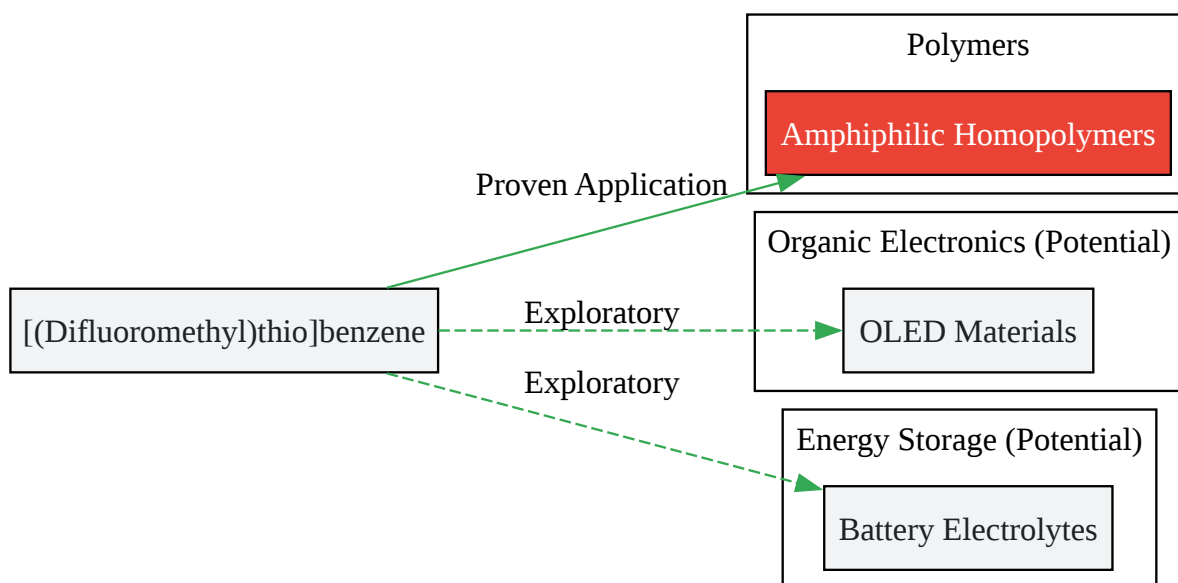 Polymers
Amphiphilic Homopolymers
Proven Application
Organic Electronics (Potential)
[(Difluoromethyl)thio]benzene
Exploratory
OLED Materials
Exploratory
Energy Storage (Potential)
Battery Electrolytes